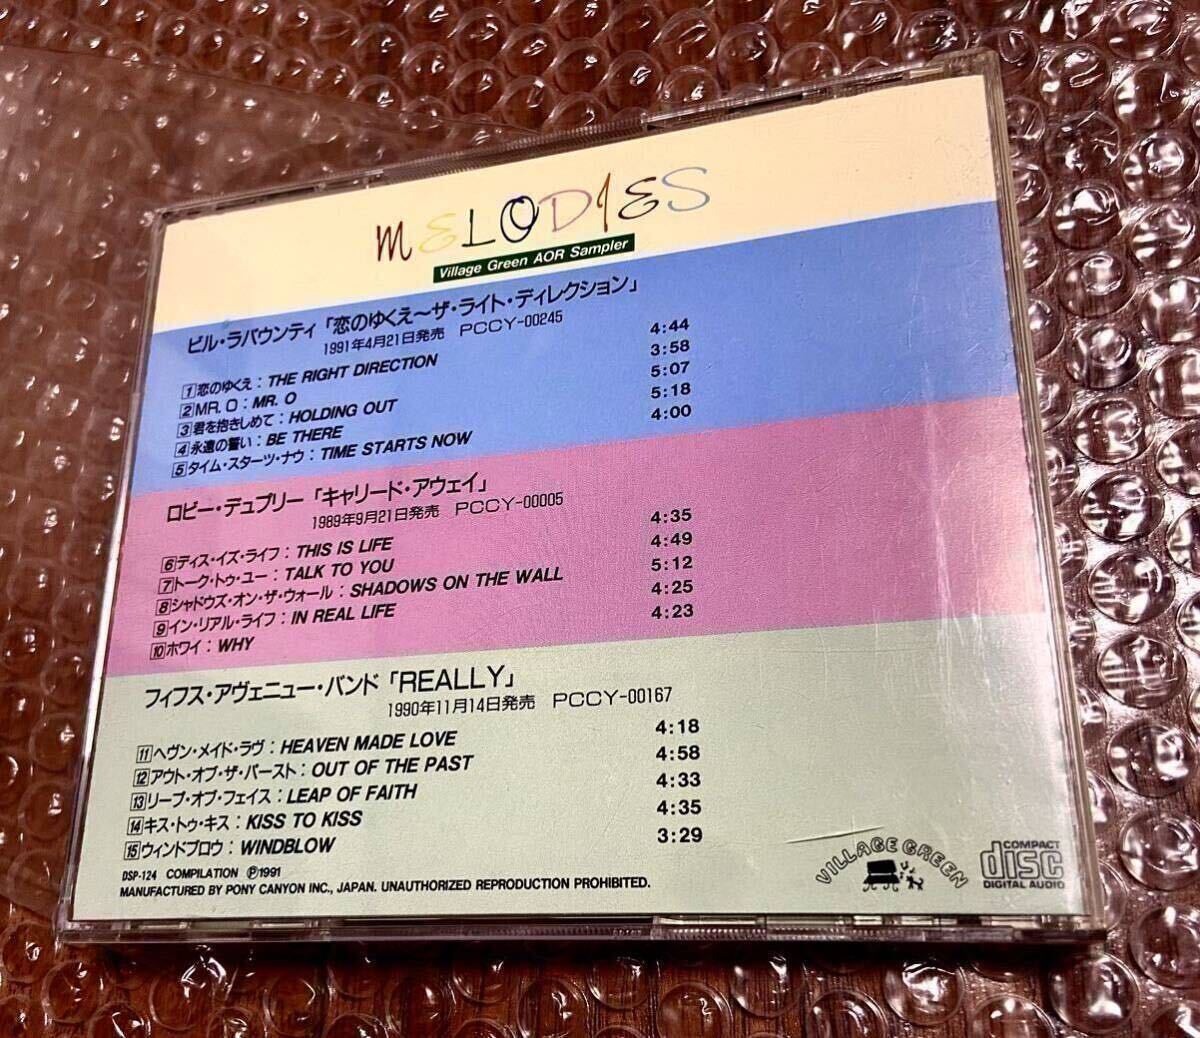 MELODIES
Village Green AOR Sampler
ビル・ラバウンティ「恋のゆくえ〜ザ・ライト・ディレクション」
1991年4月21日発売 PCCY-00245
1 恋のゆくえ : THE RIGHT DIRECTION 4:44
2 MR. O : MR. O 3:58
3 君を抱きしめて : HOLDING OUT 5:07
4 永遠の誓い : BE THERE 5:18
5 タイム・スターツ・ナウ : TIME STARTS NOW 4:00
ロビー・デュプリー「キャリード・アウェイ」
1989年9月21日発売 PCCY-00005
6 ディス・イズ・ライフ : THIS IS LIFE 4:35
7 トーク・トゥ・ユー : TALK TO YOU 4:49
8 シャドウズ・オン・ザ・ウォール : SHADOWS ON THE WALL 5:12
9 イン・リアル・ライフ : IN REAL LIFE 4:25
10 ホワイ : WHY 4:23
フィフス・アヴェニュー・バンド「REALLY」
1990年11月14日発売 PCCY-00167
11 ヘヴン・メイド・ラヴ : HEAVEN MADE LOVE 4:18
12 アウト・オブ・ザ・パースト : OUT OF THE PAST 4:58
13 リープ・オブ・フェイス : LEAP OF FAITH 4:33
14 キス・トゥ・キス : KISS TO KISS 4:35
15 ウィンドブロウ : WINDBLOW 3:29
DSP-124 COMPILATION Ⓟ1991
MANUFACTURED BY PONY CANYON INC., JAPAN. UNAUTHORIZED REPRODUCTION PROHIBITED.
VILLAGE GREEN
COMPACT
disc
DIGITAL AUDIO